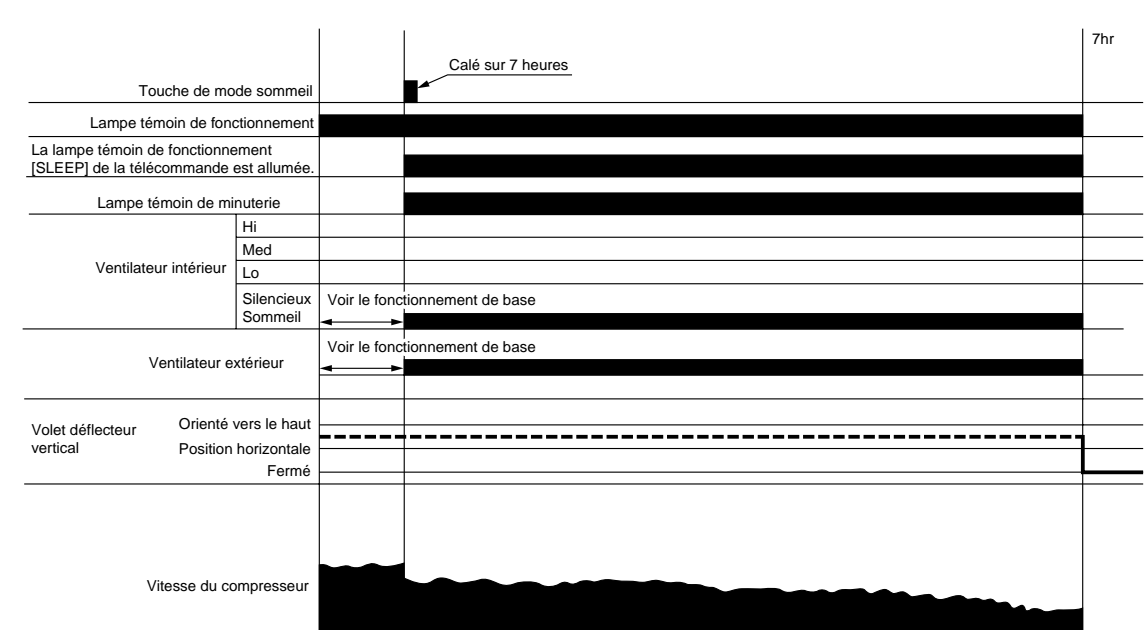 7hr
Calé sur 7 heures
Touche de mode sommeil
Lampe témoin de fonctionnement
La lampe témoin de fonctionnement
[SLEEP] de la télécommande est allumée.
Lampe témoin de minuterie
Ventilateur intérieur
Hi
Med
Lo
Silencieux
Sommeil
Voir le fonctionnement de base
Ventilateur extérieur
Voir le fonctionnement de base
Volet déflecteur
vertical
Orienté vers le haut
Position horizontale
Fermé
Vitesse du compresseur